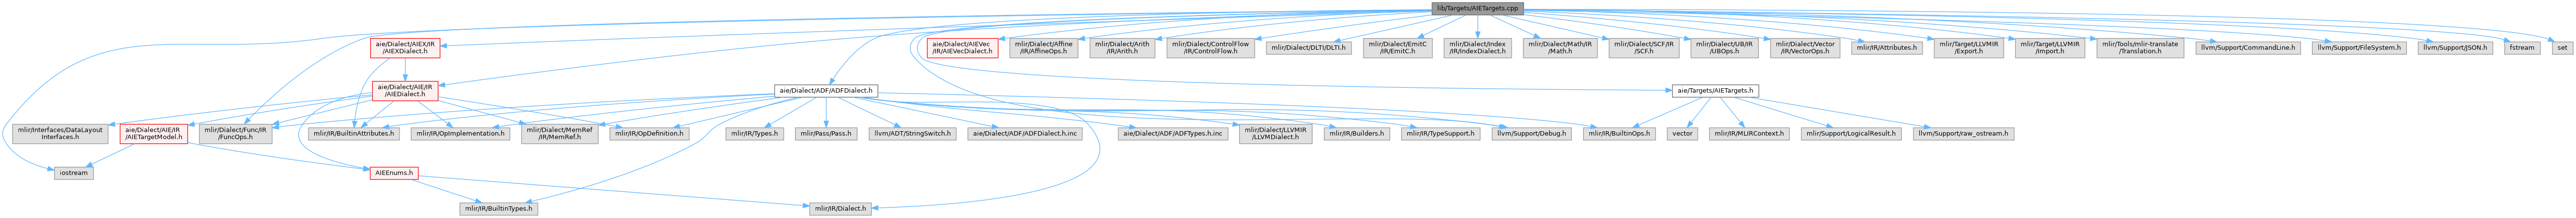 lib/Targets/AIETargets.cpp
aie/Dialect/AIEX/IR
/AIEXDialect.h
aie/Dialect/AIEVec
/IR/AIEVecDialect.h
mlir/Dialect/Affine
/IR/AffineOps.h
mlir/Dialect/Arith
/IR/Arith.h
mlir/Dialect/ControlFlow
/IR/ControlFlow.h
mlir/Dialect/DLTI/DLTI.h
mlir/Dialect/EmitC
/IR/EmitC.h
mlir/Dialect/Index
/IR/IndexDialect.h
mlir/Dialect/Math/IR
/Math.h
mlir/Dialect/SCF/IR
/SCF.h
mlir/Dialect/UB/IR
/UBOps.h
mlir/Dialect/Vector
/IR/VectorOps.h
mlir/IR/Attributes.h
mlir/Target/LLVMIR
/Export.h
mlir/Target/LLVMIR
/Import.h
mlir/Tools/mlir-translate
/Translation.h
llvm/Support/CommandLine.h
llvm/Support/FileSystem.h
llvm/Support/JSON.h
fstream
set
aie/Dialect/AIE/IR
/AIEDialect.h
aie/Dialect/ADF/ADFDialect.h
aie/Targets/AIETargets.h
mlir/Interfaces/DataLayout
Interfaces.h
aie/Dialect/AIE/IR
/AIETargetModel.h
mlir/Dialect/Func/IR
/FuncOps.h
mlir/IR/BuiltinAttributes.h
mlir/IR/OpImplementation.h
mlir/Dialect/MemRef
/IR/MemRef.h
mlir/IR/OpDefinition.h
mlir/IR/Types.h
mlir/Pass/Pass.h
llvm/ADT/StringSwitch.h
aie/Dialect/ADF/ADFDialect.h.inc
aie/Dialect/ADF/ADFTypes.h.inc
mlir/Dialect/LLVMIR
/LLVMDialect.h
mlir/IR/Builders.h
mlir/IR/TypeSupport.h
llvm/Support/Debug.h
mlir/IR/BuiltinOps.h
vector
mlir/IR/MLIRContext.h
mlir/Support/LogicalResult.h
llvm/Support/raw_ostream.h
iostream
AIEEnums.h
mlir/IR/BuiltinTypes.h
mlir/IR/Dialect.h